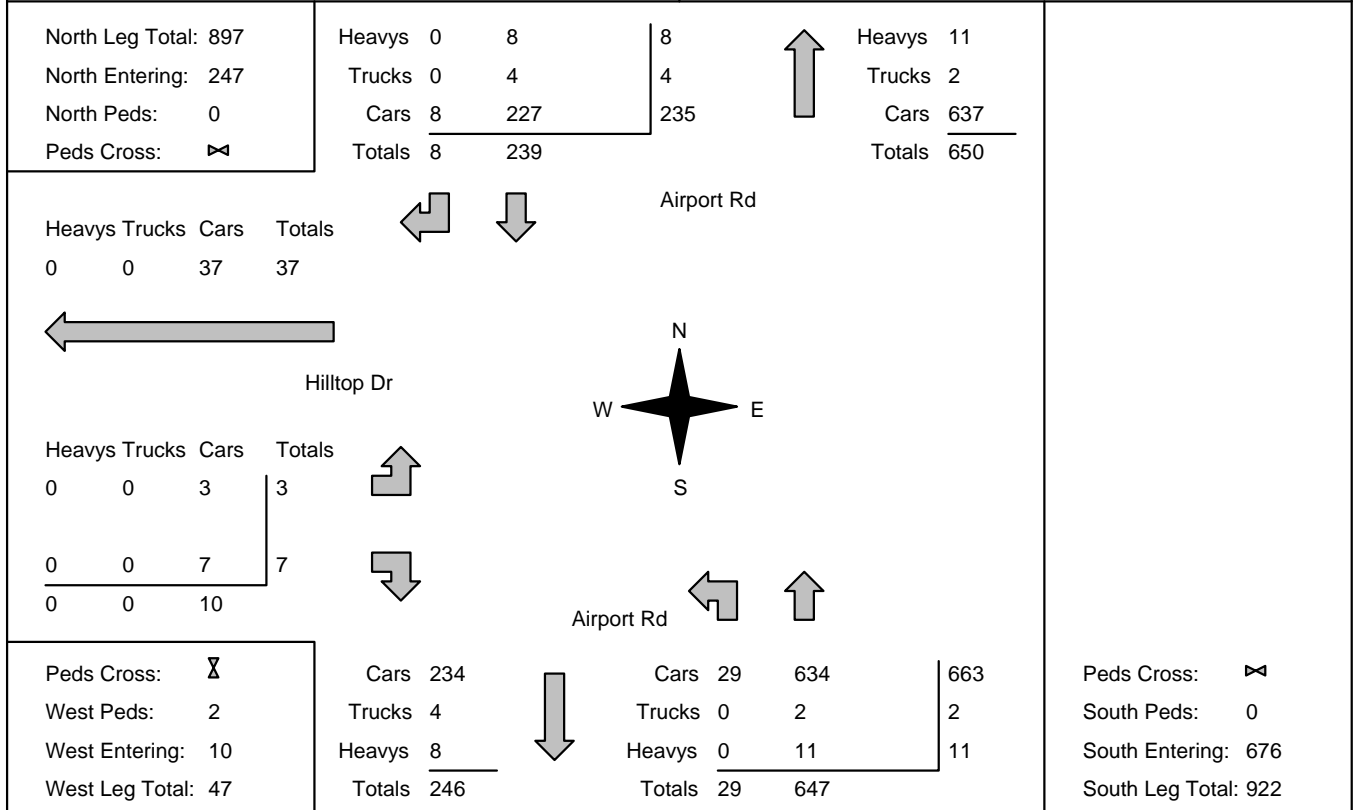 North Leg Total: 897
North Entering: 247
North Peds: 0
Peds Cross:
Heavys 0 8 8
Trucks 0 4 4
Cars 8 227 235
Totals 8 239
Heavys 11
Trucks 2
Cars 637
Totals 650
Airport Rd
Heavys Trucks Cars Totals
0 0 37 37
Hilltop Dr
N
W E
S
Heavys Trucks Cars Totals
0 0 3 3
0 0 7 7
0 0 10
Airport Rd
Peds Cross:
West Peds: 2
West Entering: 10
West Leg Total: 47
Cars 234
Trucks 4
Heavys 8
Totals 246
Cars 29 634 663
Trucks 0 2 2
Heavys 0 11 11
Totals 29 647
Peds Cross:
South Peds: 0
South Entering: 676
South Leg Total: 922